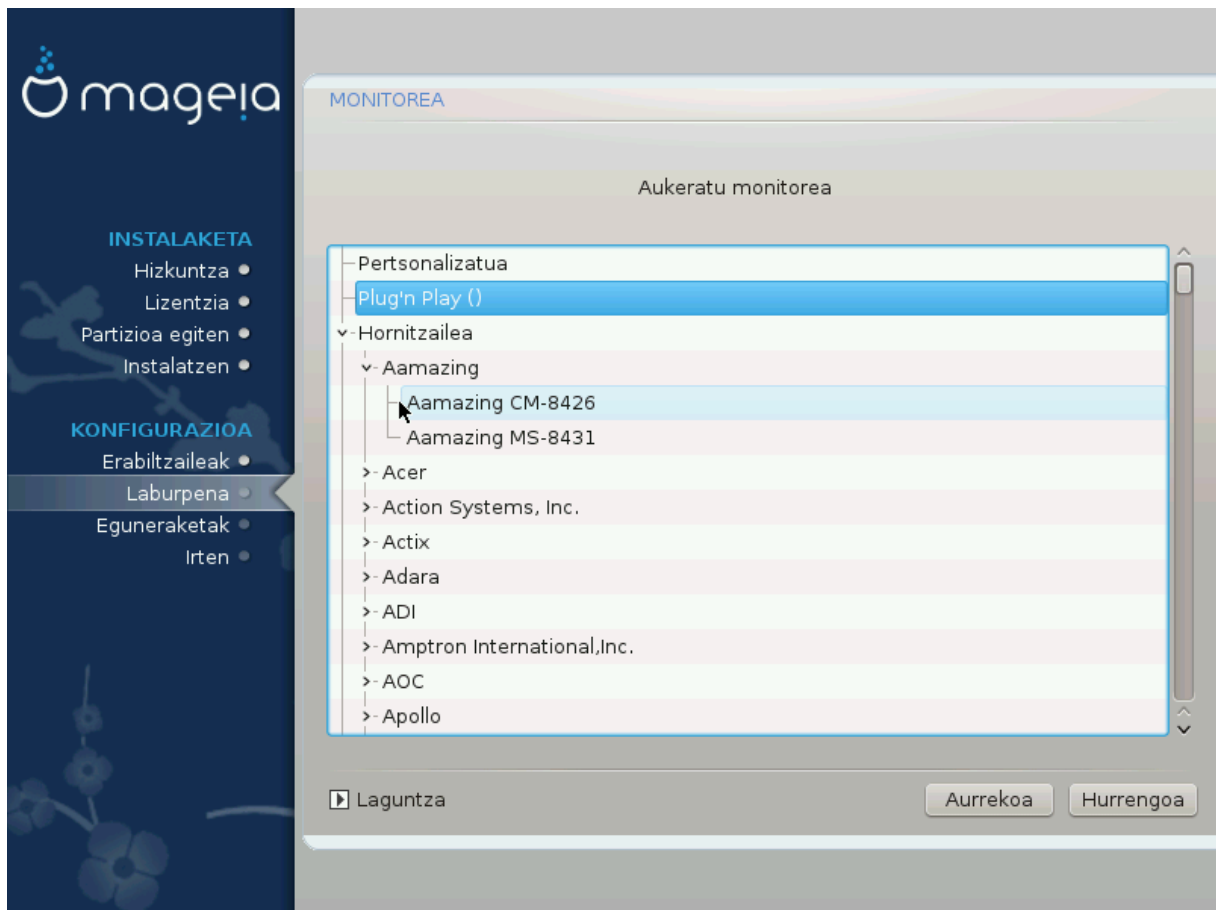 mageia
INSTALAKETA
Hizkuntza
Lizentzia
Partizioa egiten
Instalatzen
KONFIGURAZIOA
Erabiltzaileak
Laburpena
Eguneraketak
Irten
MONITOREA
Aukeratu monitorea
Pertsonalizatua
Plug'n Play ()
Hornitzailea
Aamazing
Aamazing CM-8426
Aamazing MS-8431
Acer
Action Systems, Inc.
Actix
Adara
ADI
Amptron International,Inc.
AOC
Apollo
Laguntza
Aurrekoa
Hurrengoa